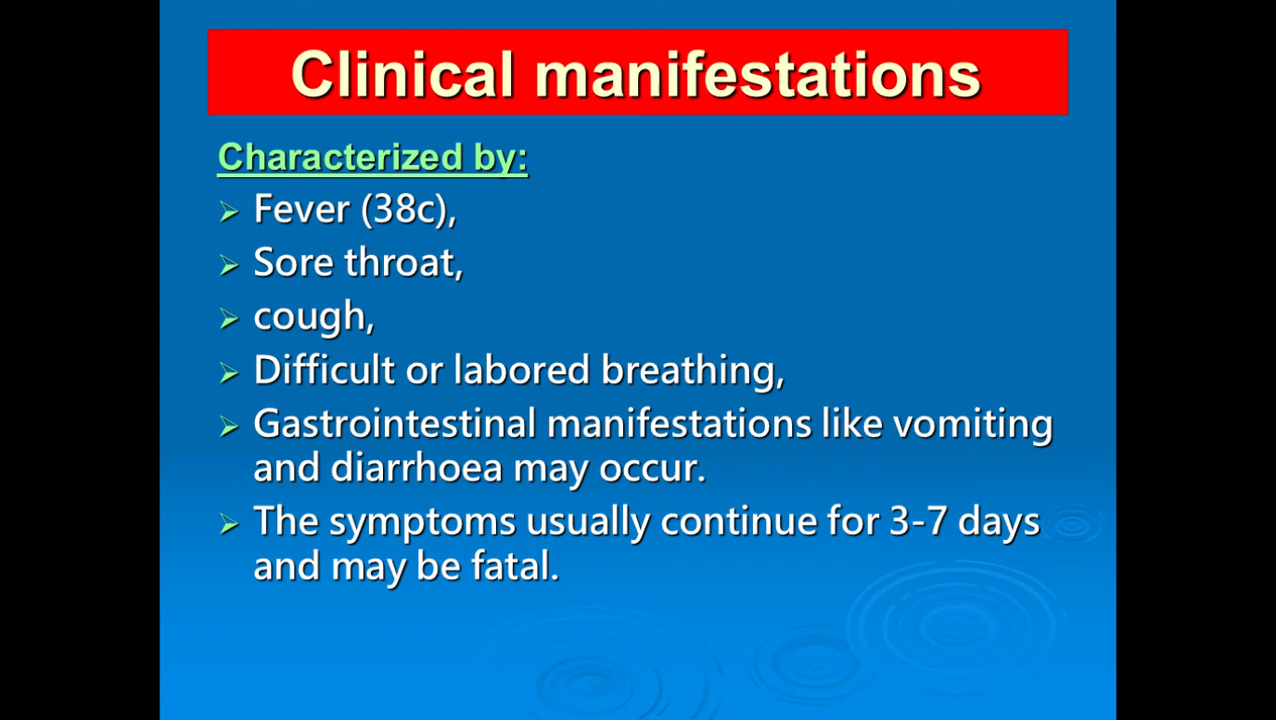 Clinical manifestations
Characterized by:
Fever (38c),
Sore throat,
cough,
Difficult or labored breathing,
Gastrointestinal manifestations like vomiting
and diarrhoea may occur.
The symptoms usually continue for 3-7 days
and may be fatal.